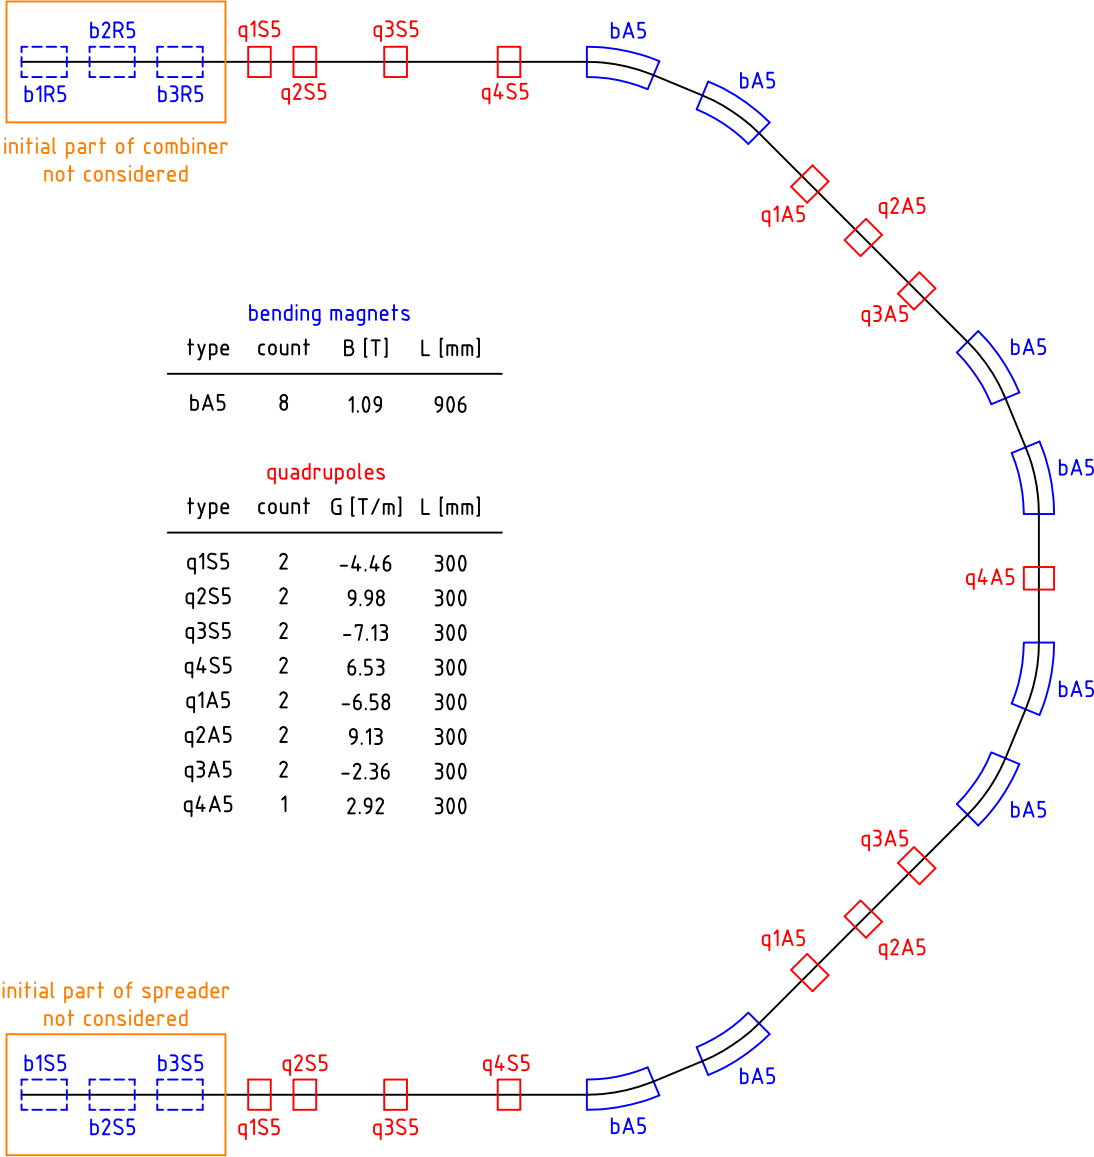 b2R5
q1S5
q3S5
bA5
b1R5
b3R5
q2S5
q4S5
bA5
initial part of combiner
not considered
q1A5
q2A5
q3A5
bending magnets
type count B [T] L [mm]
bA5 8 1.09 906
bA5
bA5
quadrupoles
type count G [T/m] L [mm]
q1S5 2 -4.46 300
q2S5 2 9.98 300
q3S5 2 -7.13 300
q4S5 2 6.53 300
q1A5 2 -6.58 300
q2A5 2 9.13 300
q3A5 2 -2.36 300
q4A5 1 2.92 300
q4A5
bA5
bA5
q3A5
q1A5
q2A5
initial part of spreader
not considered
b1S5
b3S5
q2S5
q4S5
bA5
b2S5
q1S5
q3S5
bA5